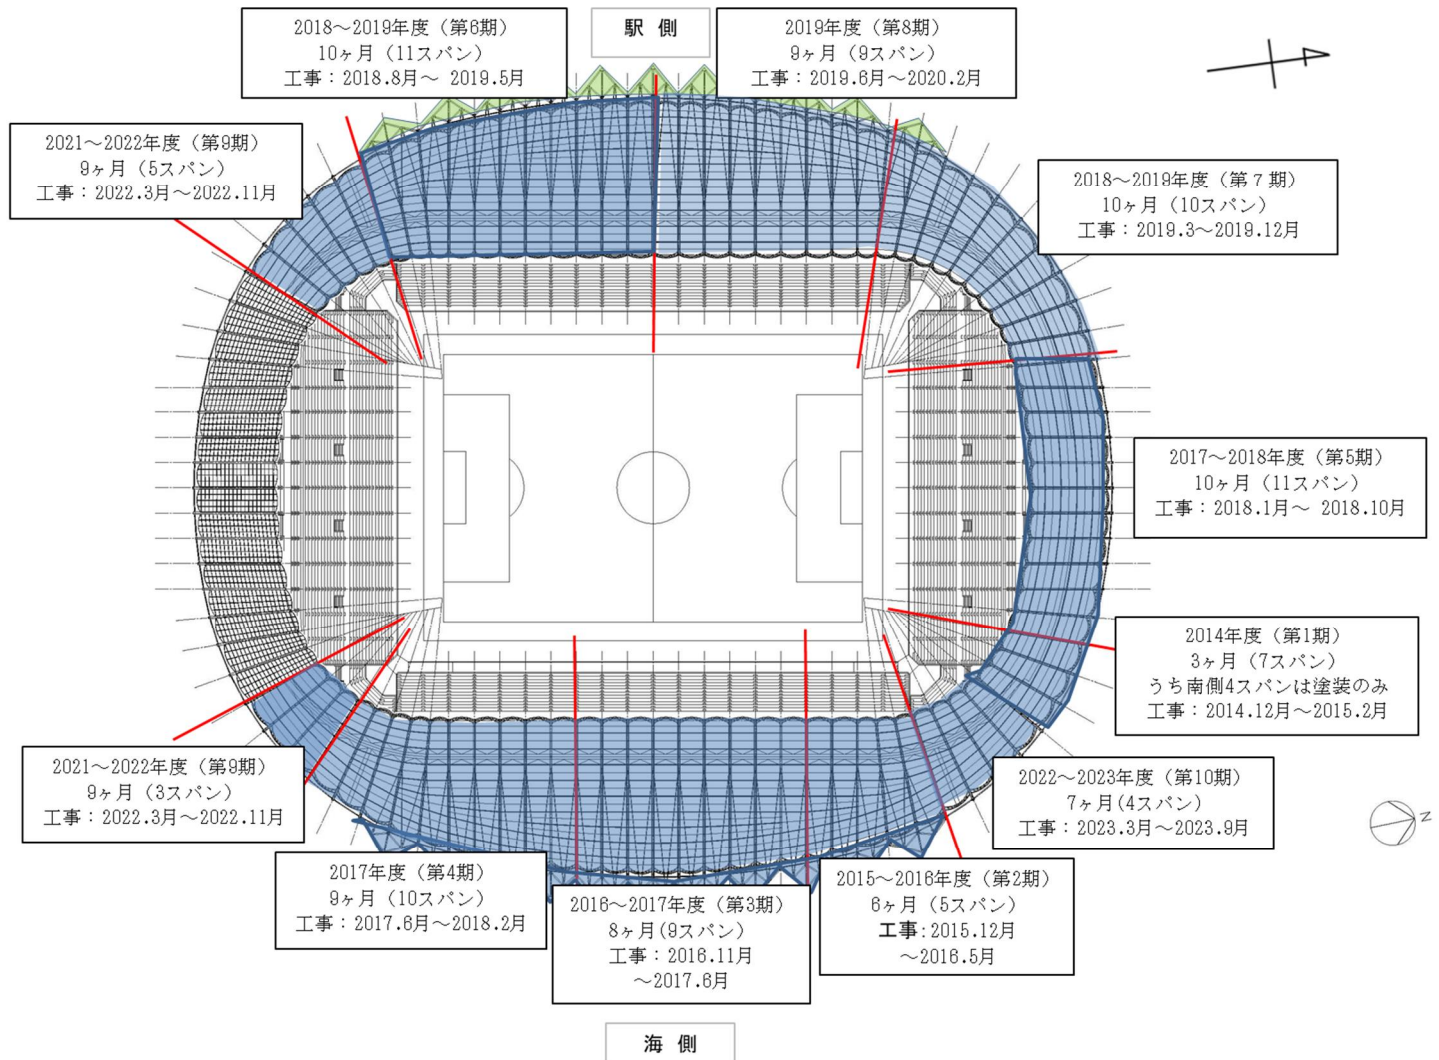 駅 側
2018～2019年度（第6期）
10ヶ月（11スパン）
工事：2018.8月～ 2019.5月
2019年度（第8期）
9ヶ月（9スパン）
工事：2019.6月～2020.2月
2021～2022年度（第9期）
9ヶ月（5スパン）
工事：2022.3月～2022.11月
2018～2019年度（第７期）
10ヶ月（10スパン）
工事：2019.3～2019.12月
2017～2018年度（第5期）
10ヶ月（11スパン）
工事：2018.1月～ 2018.10月
2014年度（第1期）
3ヶ月（7スパン）
うち南側4スパンは塗装のみ
工事：2014.12月～2015.2月
2022～2023年度（第10期）
7ヶ月(4スパン）
工事：2023.3月～2023.9月
N
2021～2022年度（第9期）
9ヶ月（3スパン）
工事：2022.3月～2022.11月
2017年度（第4期）
9ヶ月（10スパン）
工事：2017.6月～2018.2月
2016～2017年度（第3期）
8ヶ月(9スパン）
工事：2016.11月
～2017.6月
2015～2016年度（第2期）
6ヶ月（5スパン）
工事：2015.12月
～2016.5月
海 側